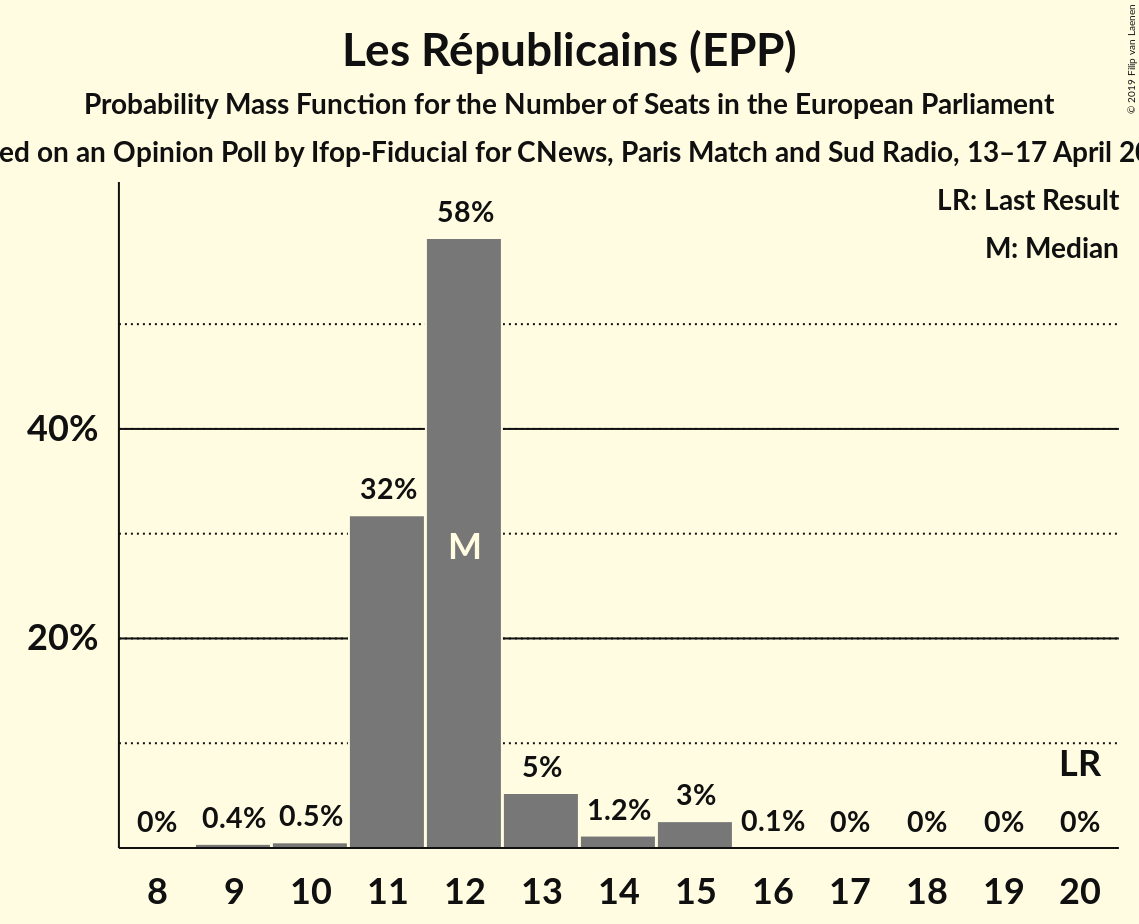 Les Républicains (EPP)
Probability Mass Function for the Number of Seats in the European Parliament
ed on an Opinion Poll by Ifop-Fiducial for CNews, Paris Match and Sud Radio, 13–17 April 20
© 2019 Filip van Laenen
LR: Last Result
M: Median
58%
40%
32%
M
20%
LR
0% 0.4% 0.5% 5% 1.2% 3% 0.1% 0% 0% 0% 0%
8 9 10 11 12 13 14 15 16 17 18 19 20